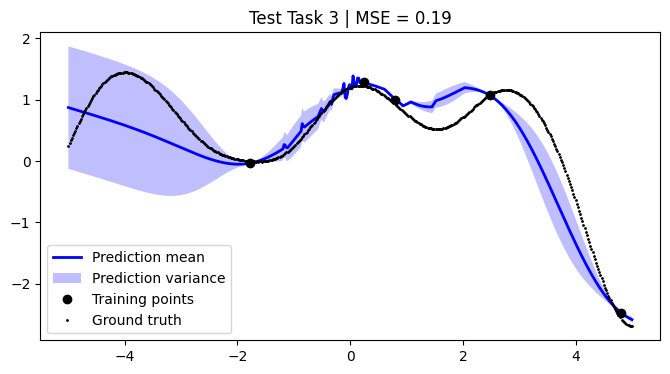 Test Task 3 | MSE = 0.19
2
1
0
−1
−2
Prediction mean
Prediction variance
Training points
Ground truth
−4 −2 0 2 4